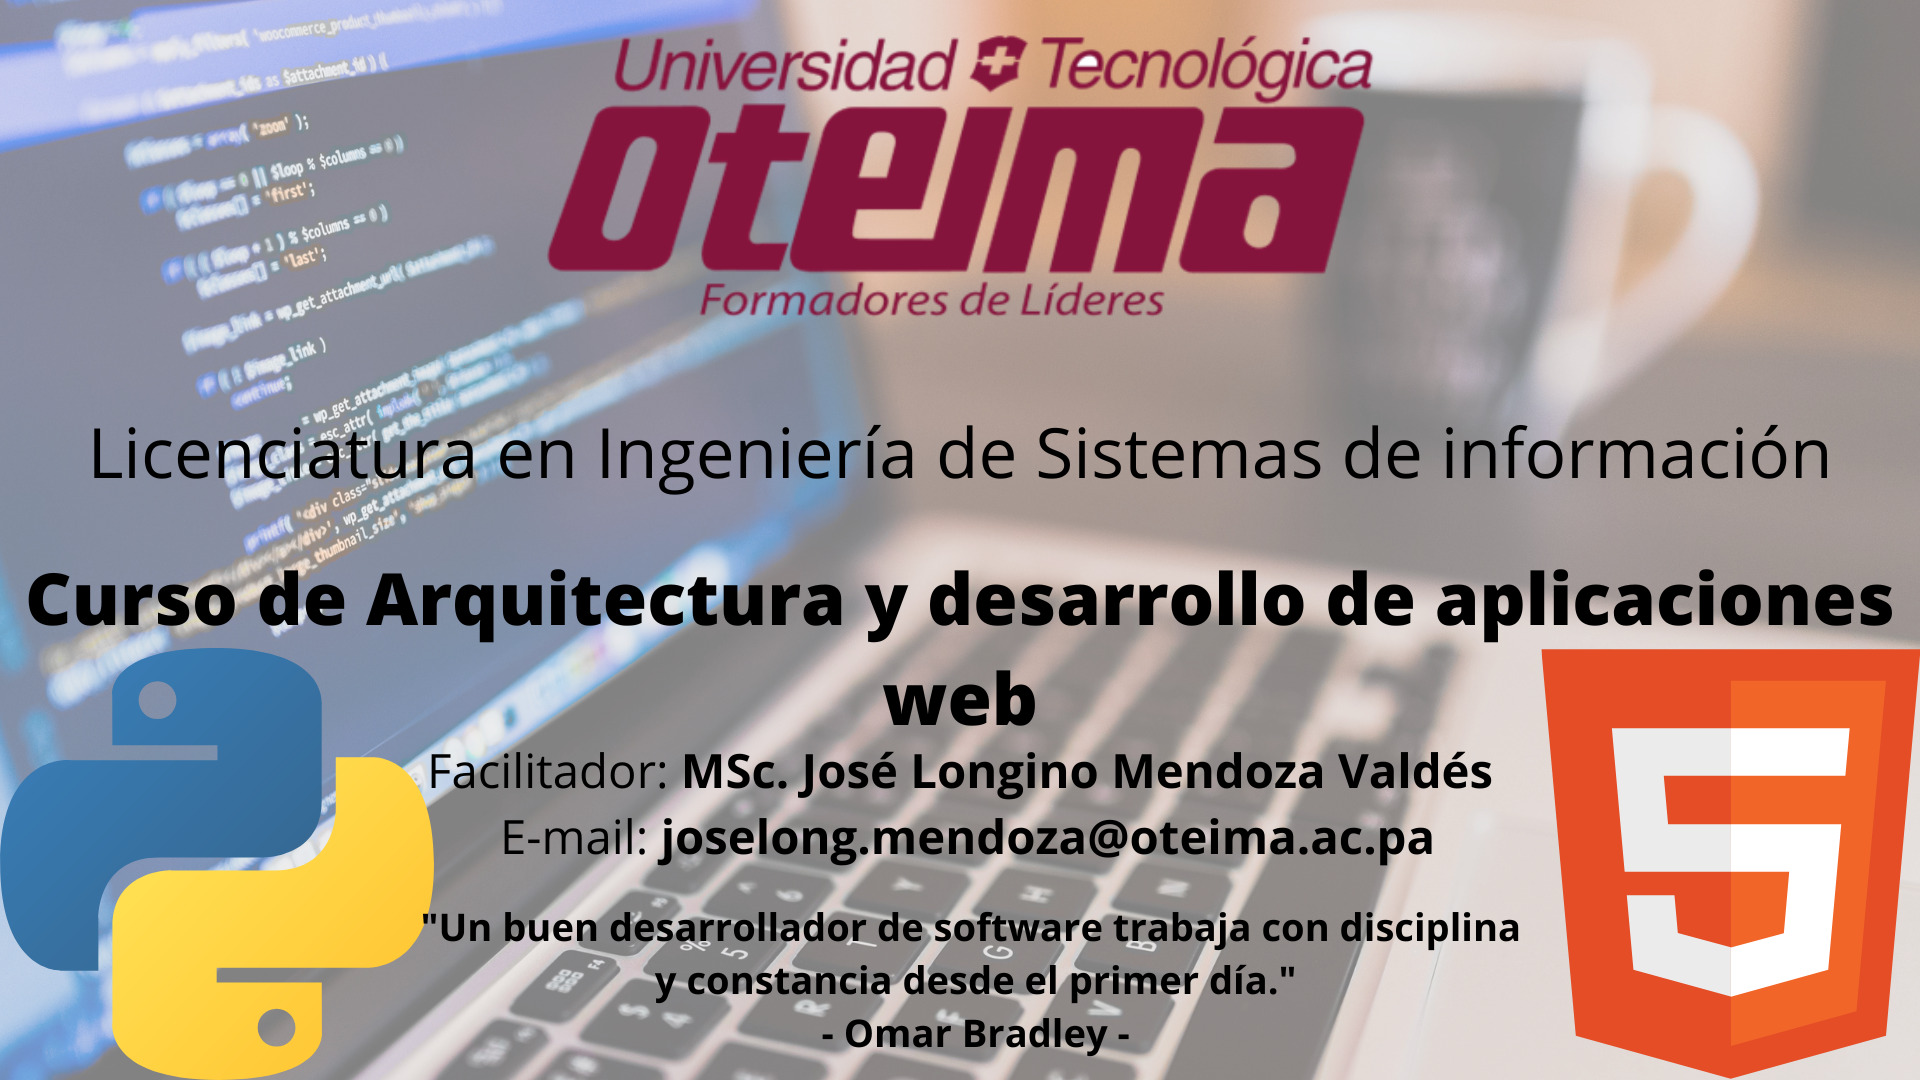 Universidad Tecnológica
oteima
Formadores de Líderes
Licenciatura en Ingeniería de Sistemas de información
Curso de Arquitectura y desarrollo de aplicaciones
web
Facilitador: MSc. José Longino Mendoza Valdés
E-mail: joselong.mendoza@oteima.ac.pa
"Un buen desarrollador de software trabaja con disciplina
y constancia desde el primer día."
- Omar Bradley -